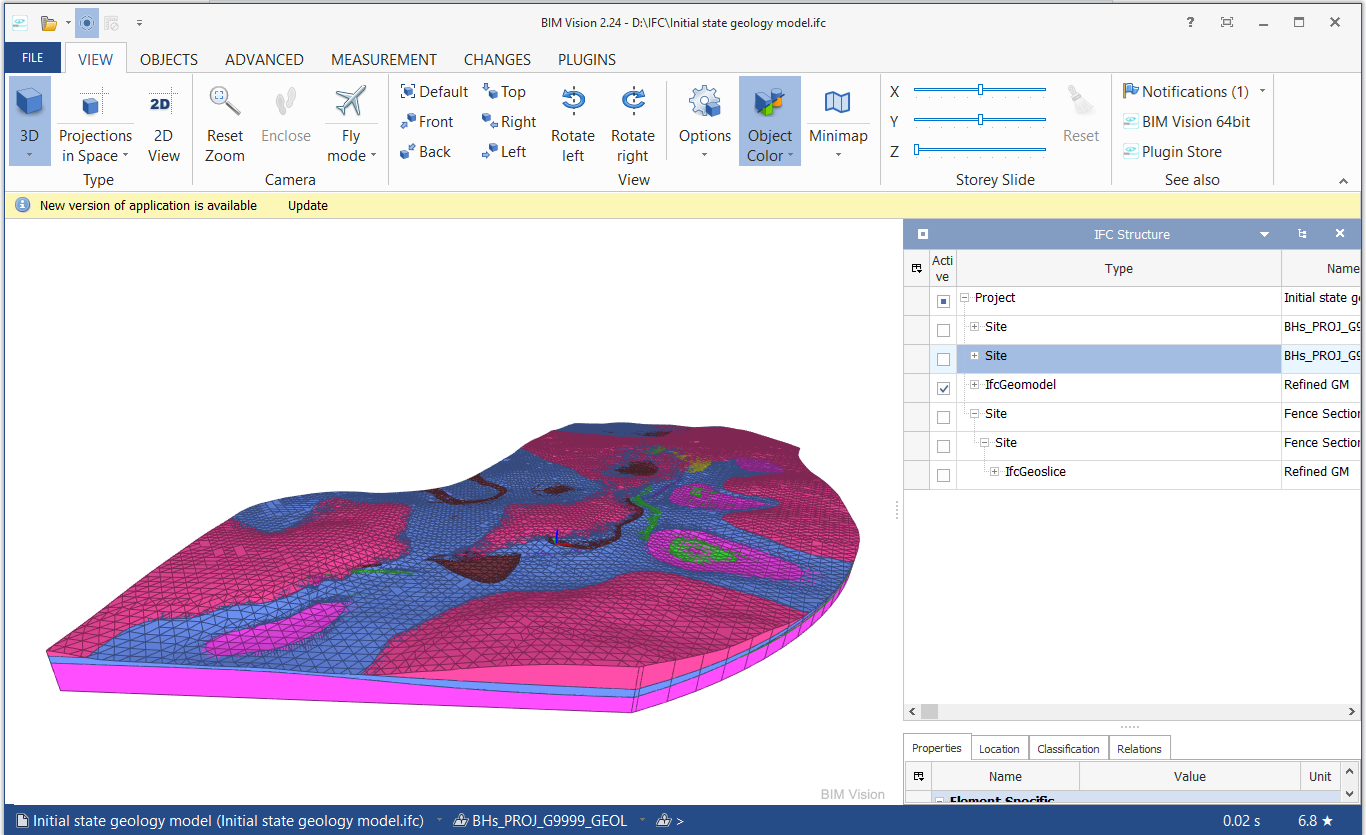 BIM Vision 2.24 - D:\IFC\Initial state geology model.ifc
?
FILE
VIEW
OBJECTS
ADVANCED
MEASUREMENT
CHANGES
PLUGINS
3D
Projections
in Space
2D
2D
View
Type
Reset
Zoom
Enclose
Fly
mode
Camera
Default
Top
Front
Right
Back
Left
Rotate
left
Rotate
right
Options
Object
Color
Minimap
View
X
Y
Z
Reset
Storey Slide
Notifications (1)
BIM Vision 64bit
Plugin Store
See also
New version of application is available
Update
IFC Structure
Acti
ve
Type
Name
Project
Initial state g
Site
BHs_PROJ_G9
Site
BHs_PROJ_G9
IfcGeomodel
Refined GM
Site
Fence Section
Site
Fence Section
IfcGeoslice
Refined GM
BIM Vision
Properties
Location
Classification
Relations
Name
Value
Unit
Element Specific
Initial state geology model (Initial state geology model.ifc)
BHs_PROJ_G9999_GEOL
>
0.02 s
6.8 ★